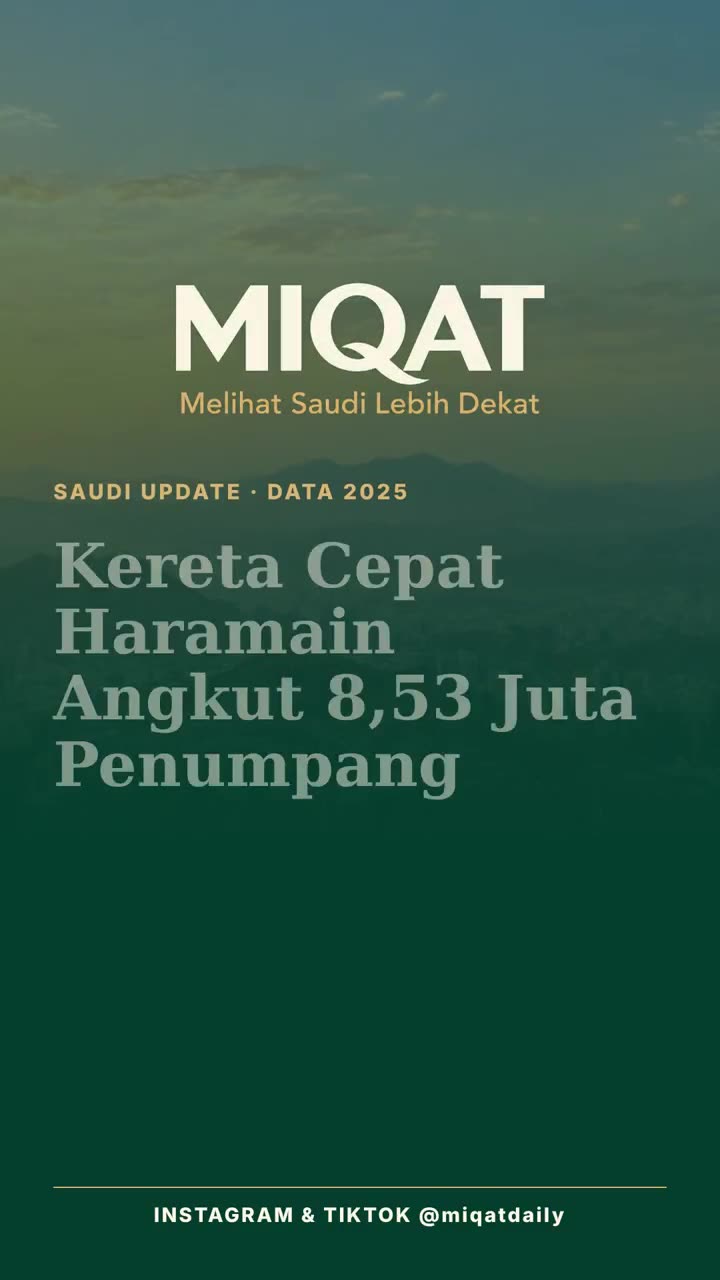 MIQAT
Melihat Saudi Lebih Dekat
SAUDI UPDATE · DATA 2025
Kereta Cepat
Haramain
Angkut 8,53 Juta
Penumpang
INSTAGRAM & TIKTOK @miqatdaily